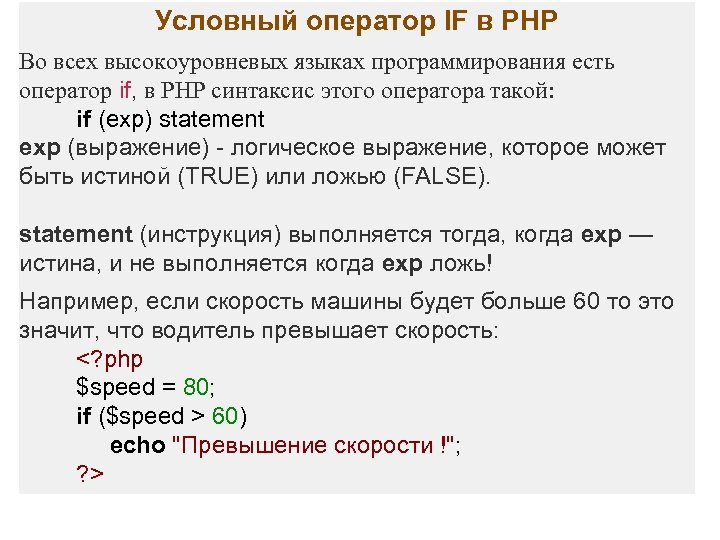 Условный оператор IF в PHP
Во всех высокоуровневых языках программирования есть
оператор if, в PHP синтаксис этого оператора такой:
if (exp) statement
exp (выражение) - логическое выражение, которое может
быть истиной (TRUE) или ложью (FALSE).
statement (инструкция) выполняется тогда, когда exp —
истина, и не выполняется когда exp ложь!
Например, если скорость машины будет больше 60 то это
значит, что водитель превышает скорость:
<? php
$speed = 80;
if ($speed > 60)
echo "Превышение скорости !";
? >